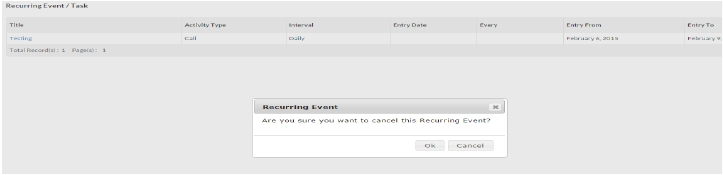 Recurring Event / Task
Title Activity Type Interval Entry Date Every Entry From Entry To
Testing Call Daily February 6, 2015 February 9
Total Record(s) : 1 Page(s) : 1
Recurring Event
Are you sure you want to cancel this Recurring Event?
Ok Cancel